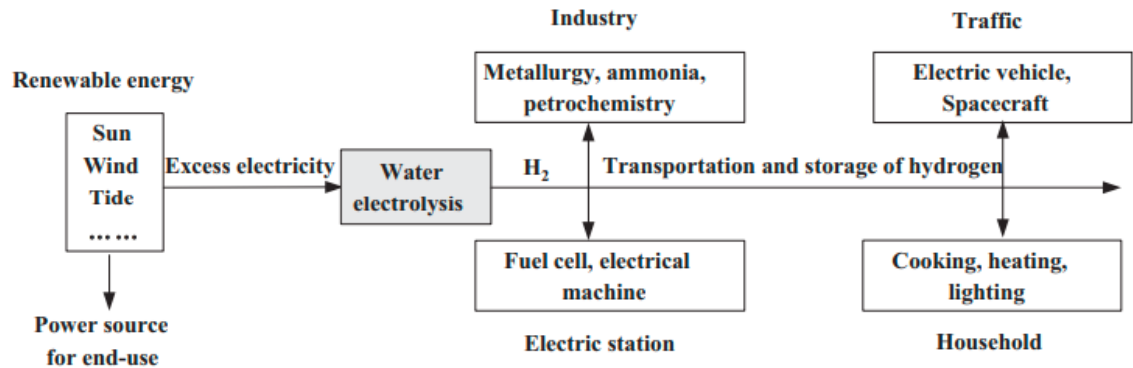 Industry
Traffic
Renewable energy
Metallurgy, ammonia,
petrochemistry
Electric vehicle,
Spacecraft
Sun
Wind
Tide
... ...
Excess electricity
Water
electrolysis
H₂
Transportation and storage of hydrogen
Fuel cell, electrical
machine
Cooking, heating,
lighting
Power source
for end-use
Electric station
Household